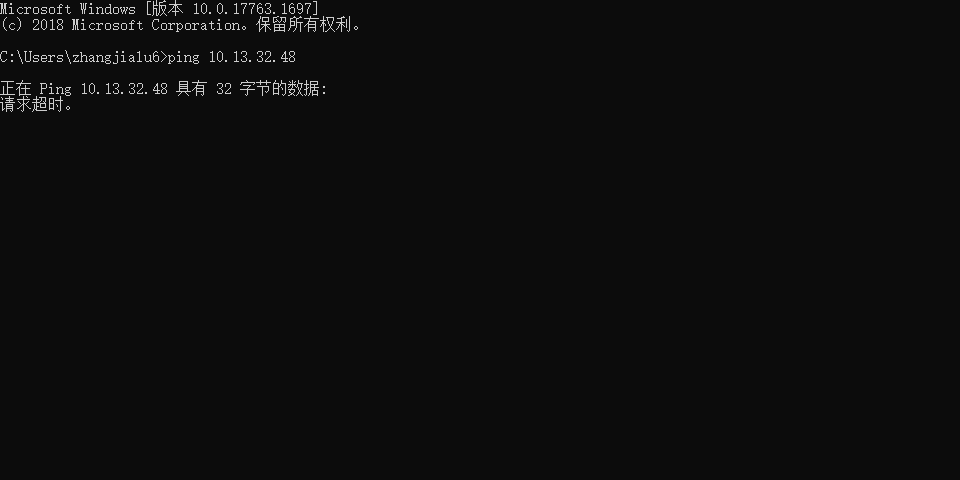 Microsoft Windows [版本 10.0.17763.1697]
(c) 2018 Microsoft Corporation。保留所有权利。
C:\Users\zhangjialu6>ping 10.13.32.48
正在 Ping 10.13.32.48 具有 32 字节的数据:
请求超时。